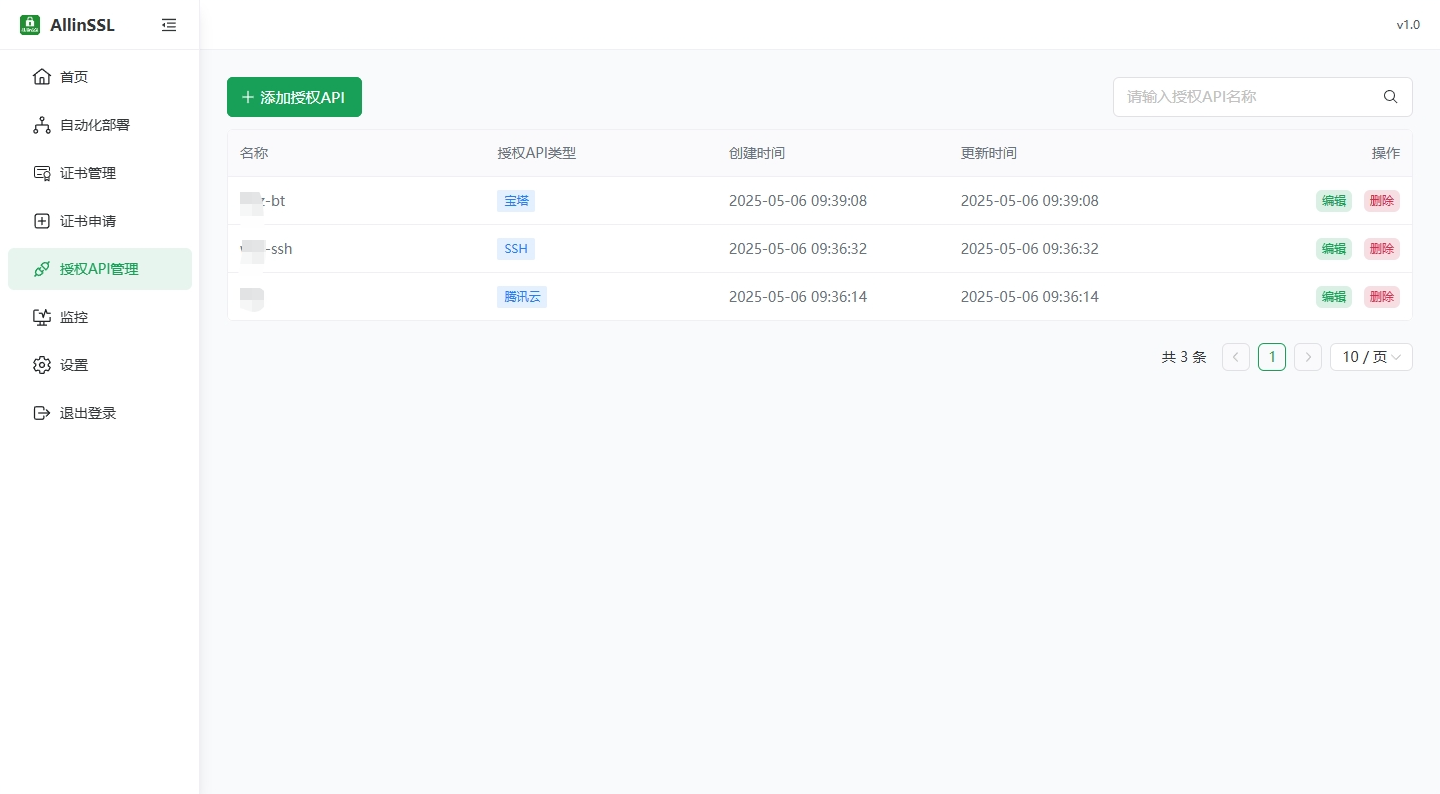 AllinSSL
v1.0
首页
自动化部署
证书管理
证书申请
授权API管理
监控
设置
退出登录
添加授权API
请输入授权API名称
名称 授权API类型 创建时间 更新时间 操作
-bt 宝塔 2025-05-06 09:39:08 2025-05-06 09:39:08 编辑 删除
-ssh SSH 2025-05-06 09:36:32 2025-05-06 09:36:32 编辑 删除
腾讯云 2025-05-06 09:36:14 2025-05-06 09:36:14 编辑 删除
共 3 条 1 10 / 页